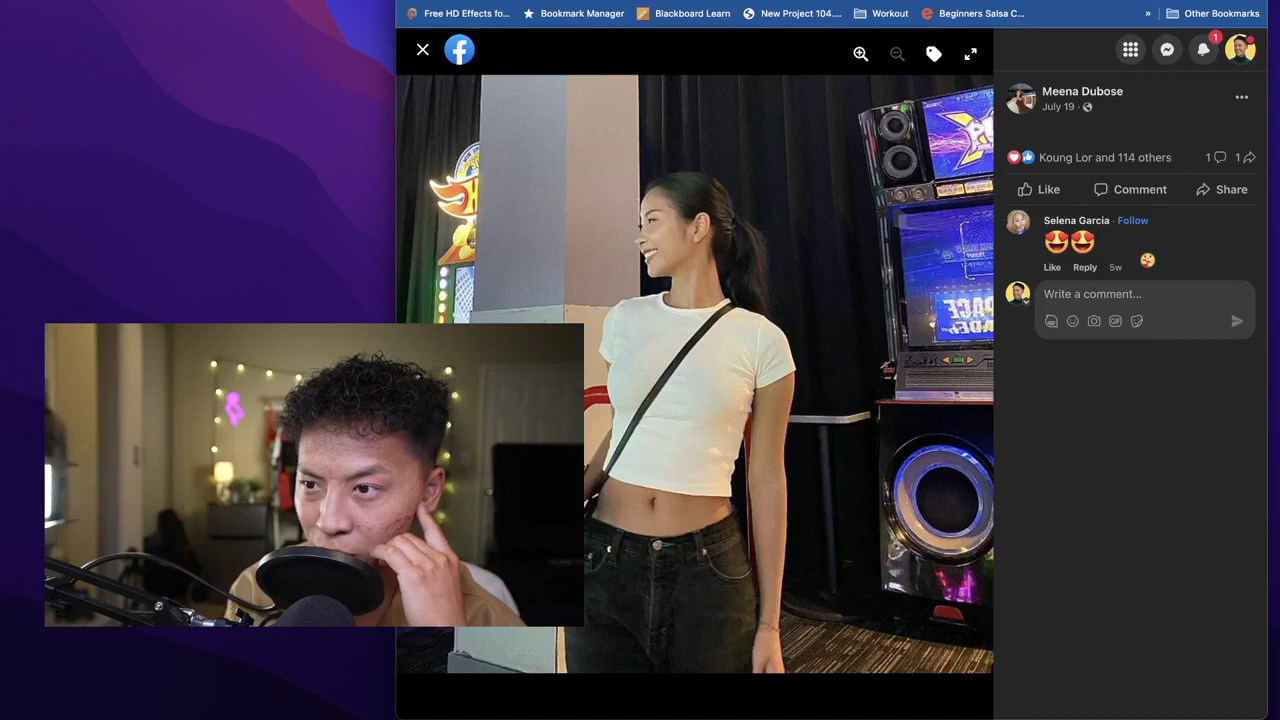 Free HD Effects fo... Bookmark Manager Blackboard Learn New Project 104.... Workout Beginners Salsa C... » Other Bookmarks
1
Meena Dubose
July 19 ·
Koung Lor and 114 others 1 1
Like Comment Share
Selena Garcia · Follow
Like Reply 5w
Write a comment...
GIF